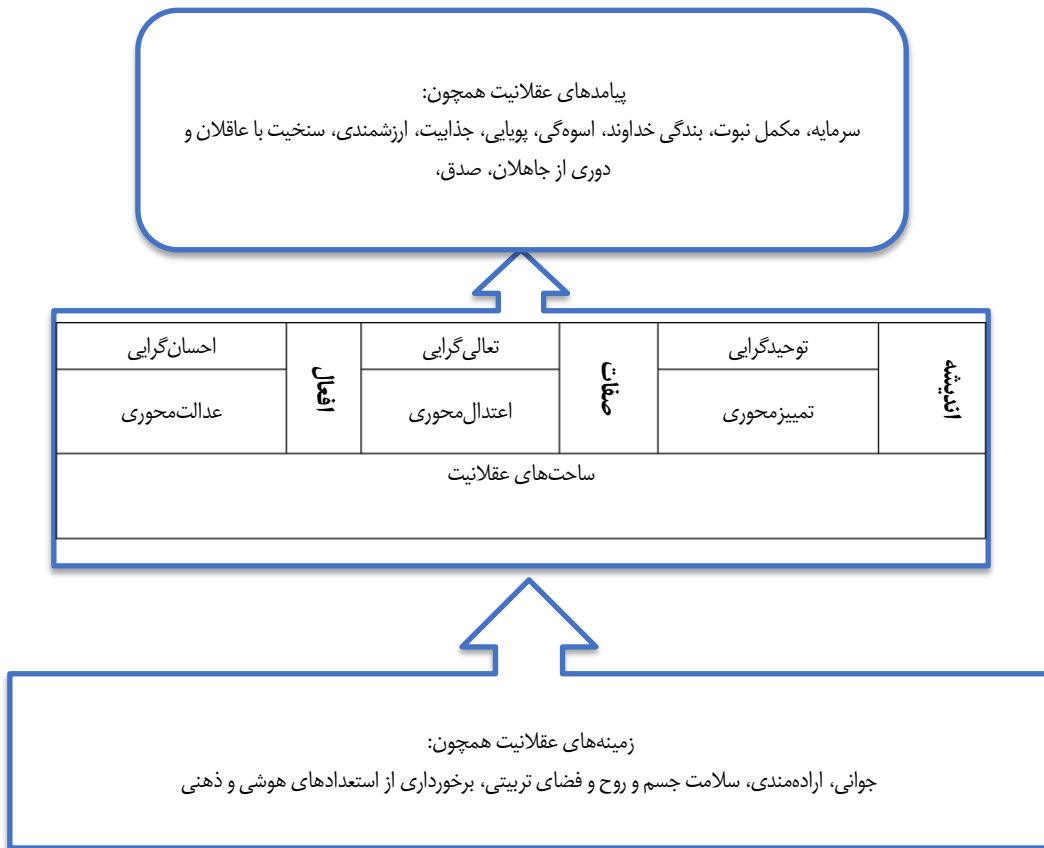 پیامدهای عقلانیت همچون:
سرمایه، مکمل نبوت، بندگی خداوند، اسوه‌گی، پویایی، جذابیت، ارزشمندی، سنخیت با عاقلان و
دوری از جاهلان، صدق،
اندیشه
توحیدگرایی
تمییزمحوری
صفات
تعالی‌گرایی
اعتدال‌محوری
افعال
احسان‌گرایی
عدالت‌محوری
ساحت‌های عقلانیت
زمینه‌های عقلانیت همچون:
جوانی، اراده‌مندی، سلامت جسم و روح و فضای تربیتی، برخورداری از استعدادهای هوشی و ذهنی